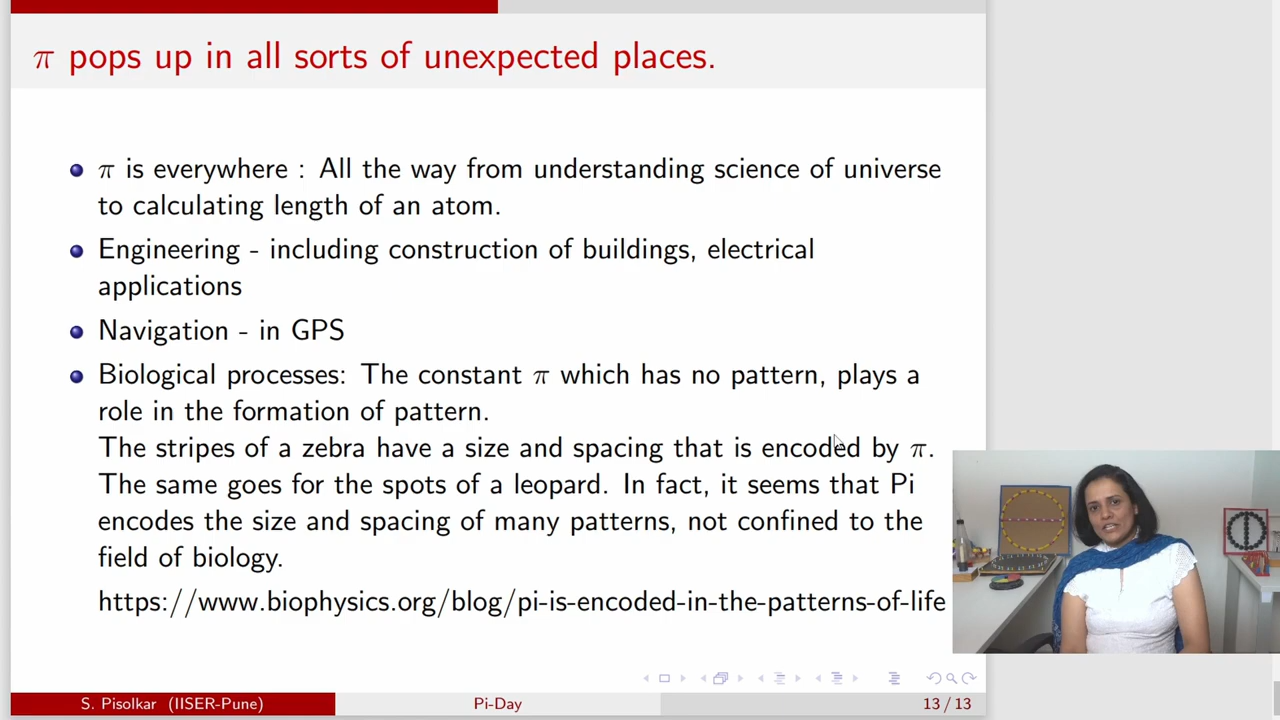 π pops up in all sorts of unexpected places.
π is everywhere : All the way from understanding science of universe
to calculating length of an atom.
Engineering - including construction of buildings, electrical
applications
Navigation - in GPS
Biological processes: The constant π which has no pattern, plays a
role in the formation of pattern.
The stripes of a zebra have a size and spacing that is encoded by π.
The same goes for the spots of a leopard. In fact, it seems that Pi
encodes the size and spacing of many patterns, not confined to the
field of biology.
https://www.biophysics.org/blog/pi-is-encoded-in-the-patterns-of-life
S. Pisolkar (IISER-Pune) Pi-Day 13 / 13